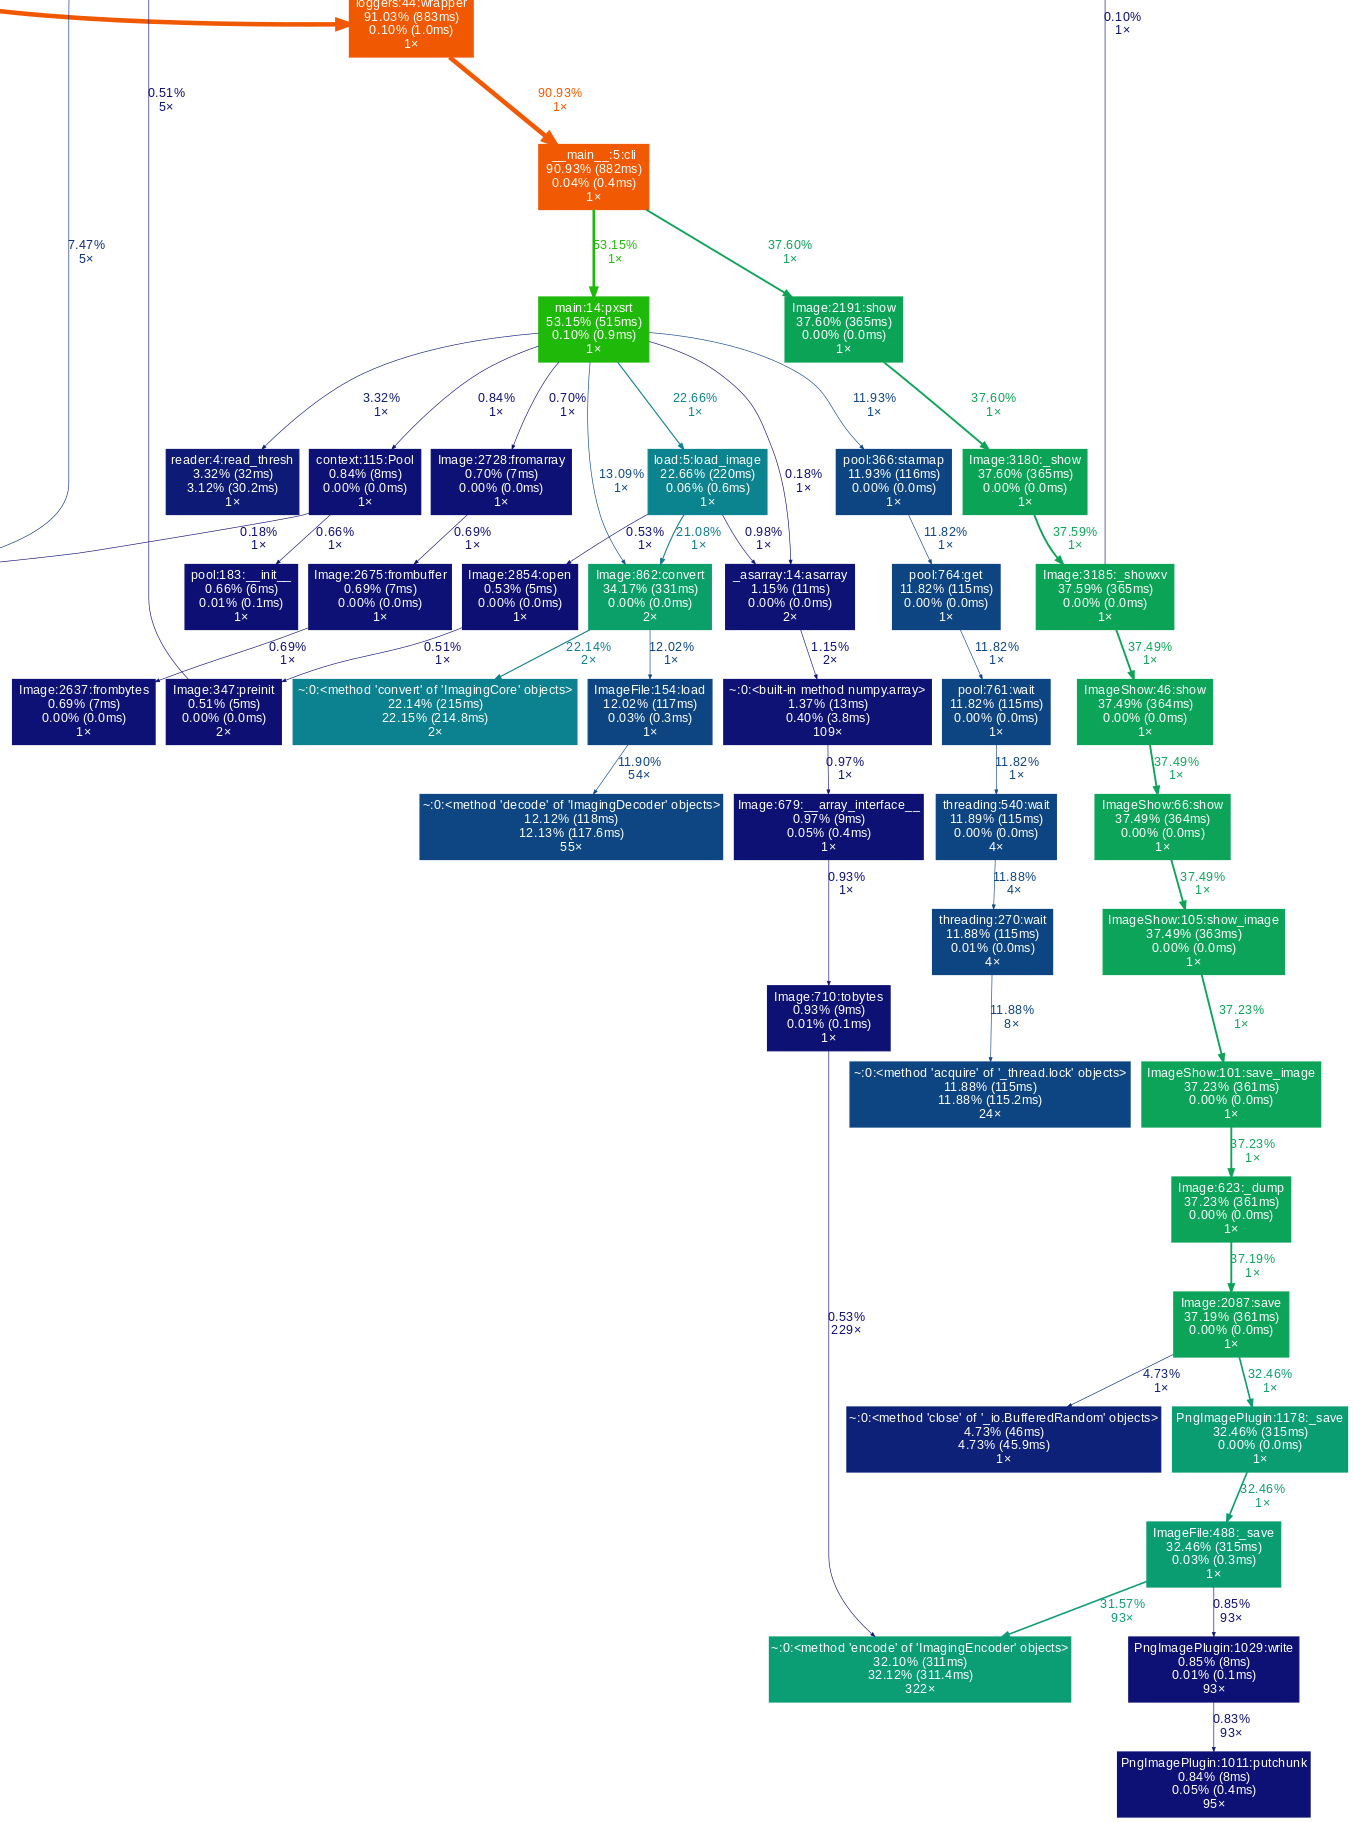 loggers:44:wrapper
91.03% (883ms)
0.10% (1.0ms)
1×
0.10%
1×
0.51%
5×
90.93%
1×
__main__:5:cli
90.93% (882ms)
0.04% (0.4ms)
1×
7.47%
5×
53.15%
1×
37.60%
1×
main:14:pxsrt
53.15% (515ms)
0.10% (0.9ms)
1×
Image:2191:show
37.60% (365ms)
0.00% (0.0ms)
1×
3.32%
1×
0.84%
1×
0.70%
1×
22.66%
1×
11.93%
1×
37.60%
1×
reader:4:read_thresh
3.32% (32ms)
3.12% (30.2ms)
1×
context:115:Pool
0.84% (8ms)
0.00% (0.0ms)
1×
Image:2728:fromarray
0.70% (7ms)
0.00% (0.0ms)
1×
13.09%
1×
load:5:load_image
22.66% (220ms)
0.06% (0.6ms)
1×
0.18%
1×
pool:366:starmap
11.93% (116ms)
0.00% (0.0ms)
1×
Image:3180:_show
37.60% (365ms)
0.00% (0.0ms)
1×
0.18%
1×
0.66%
1×
0.69%
1×
0.53%
1×
21.08%
1×
0.98%
1×
11.82%
1×
37.59%
1×
pool:183:__init__
0.66% (6ms)
0.01% (0.1ms)
1×
Image:2675:frombuffer
0.69% (7ms)
0.00% (0.0ms)
1×
Image:2854:open
0.53% (5ms)
0.00% (0.0ms)
1×
Image:862:convert
34.17% (331ms)
0.00% (0.0ms)
2×
_asarray:14:asarray
1.15% (11ms)
0.00% (0.0ms)
2×
pool:764:get
11.82% (115ms)
0.00% (0.0ms)
1×
Image:3185:_showxv
37.59% (365ms)
0.00% (0.0ms)
1×
0.69%
1×
0.51%
1×
22.14%
2×
12.02%
1×
1.15%
2×
11.82%
1×
37.49%
1×
Image:2637:frombytes
0.69% (7ms)
0.00% (0.0ms)
1×
Image:347:preinit
0.51% (5ms)
0.00% (0.0ms)
2×
~:0:<method 'convert' of 'ImagingCore' objects>
22.14% (215ms)
22.15% (214.8ms)
2×
ImageFile:154:load
12.02% (117ms)
0.03% (0.3ms)
1×
~:0:<built-in method numpy.array>
1.37% (13ms)
0.40% (3.8ms)
109×
pool:761:wait
11.82% (115ms)
0.00% (0.0ms)
1×
ImageShow:46:show
37.49% (364ms)
0.00% (0.0ms)
1×
11.90%
54×
0.97%
1×
11.82%
1×
37.49%
1×
~:0:<method 'decode' of 'ImagingDecoder' objects>
12.12% (118ms)
12.13% (117.6ms)
55×
Image:679:__array_interface__
0.97% (9ms)
0.05% (0.4ms)
1×
threading:540:wait
11.89% (115ms)
0.00% (0.0ms)
4×
ImageShow:66:show
37.49% (364ms)
0.00% (0.0ms)
1×
0.93%
1×
11.88%
4×
37.49%
1×
threading:270:wait
11.88% (115ms)
0.01% (0.0ms)
4×
ImageShow:105:show_image
37.49% (363ms)
0.00% (0.0ms)
1×
Image:710:tobytes
0.93% (9ms)
0.01% (0.1ms)
1×
11.88%
8×
37.23%
1×
~:0:<method 'acquire' of '_thread.lock' objects>
11.88% (115ms)
11.88% (115.2ms)
24×
ImageShow:101:save_image
37.23% (361ms)
0.00% (0.0ms)
1×
37.23%
1×
Image:623:_dump
37.23% (361ms)
0.00% (0.0ms)
1×
37.19%
1×
0.53%
229×
Image:2087:save
37.19% (361ms)
0.00% (0.0ms)
1×
4.73%
1×
32.46%
1×
~:0:<method 'close' of '_io.BufferedRandom' objects>
4.73% (46ms)
4.73% (45.9ms)
1×
PngImagePlugin:1178:_save
32.46% (315ms)
0.00% (0.0ms)
1×
32.46%
1×
ImageFile:488:_save
32.46% (315ms)
0.03% (0.3ms)
1×
31.57%
93×
0.85%
93×
~:0:<method 'encode' of 'ImagingEncoder' objects>
32.10% (311ms)
32.12% (311.4ms)
322×
PngImagePlugin:1029:write
0.85% (8ms)
0.01% (0.1ms)
93×
0.83%
93×
PngImagePlugin:1011:putchunk
0.84% (8ms)
0.05% (0.4ms)
95×